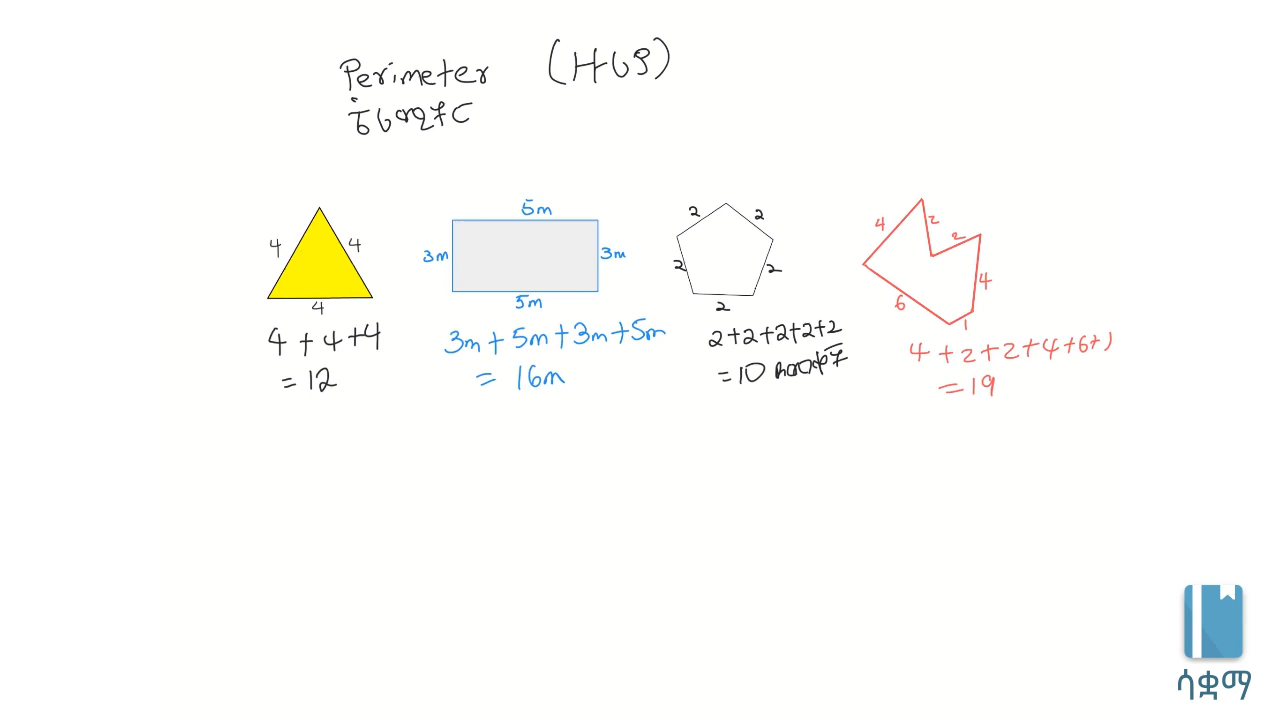 Perimeter (ዙሪያ)
ፔሪሜትር
4 4
4
4 + 4 + 4
= 12
5m
3m 3m
5m
3m + 5m + 3m + 5m
= 16m
2 2
2 2
2
2+2+2+2+2
= 10
4 2 2
6 4
1
4 + 2 + 2 + 4 + 6 + 1
= 19
ሳቋማ